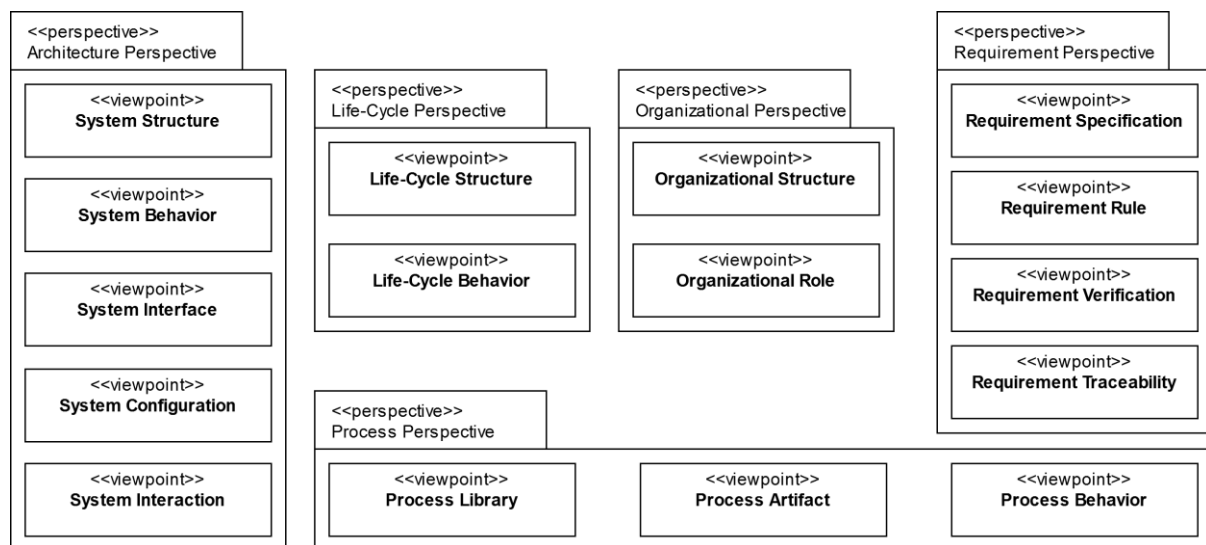 <<perspective>>
Architecture Perspective
<<viewpoint>>
System Structure
<<viewpoint>>
System Behavior
<<viewpoint>>
System Interface
<<viewpoint>>
System Configuration
<<viewpoint>>
System Interaction
<<perspective>>
Life-Cycle Perspective
<<viewpoint>>
Life-Cycle Structure
<<viewpoint>>
Life-Cycle Behavior
<<perspective>>
Organizational Perspective
<<viewpoint>>
Organizational Structure
<<viewpoint>>
Organizational Role
<<perspective>>
Requirement Perspective
<<viewpoint>>
Requirement Specification
<<viewpoint>>
Requirement Rule
<<viewpoint>>
Requirement Verification
<<viewpoint>>
Requirement Traceability
<<perspective>>
Process Perspective
<<viewpoint>>
Process Library
<<viewpoint>>
Process Artifact
<<viewpoint>>
Process Behavior